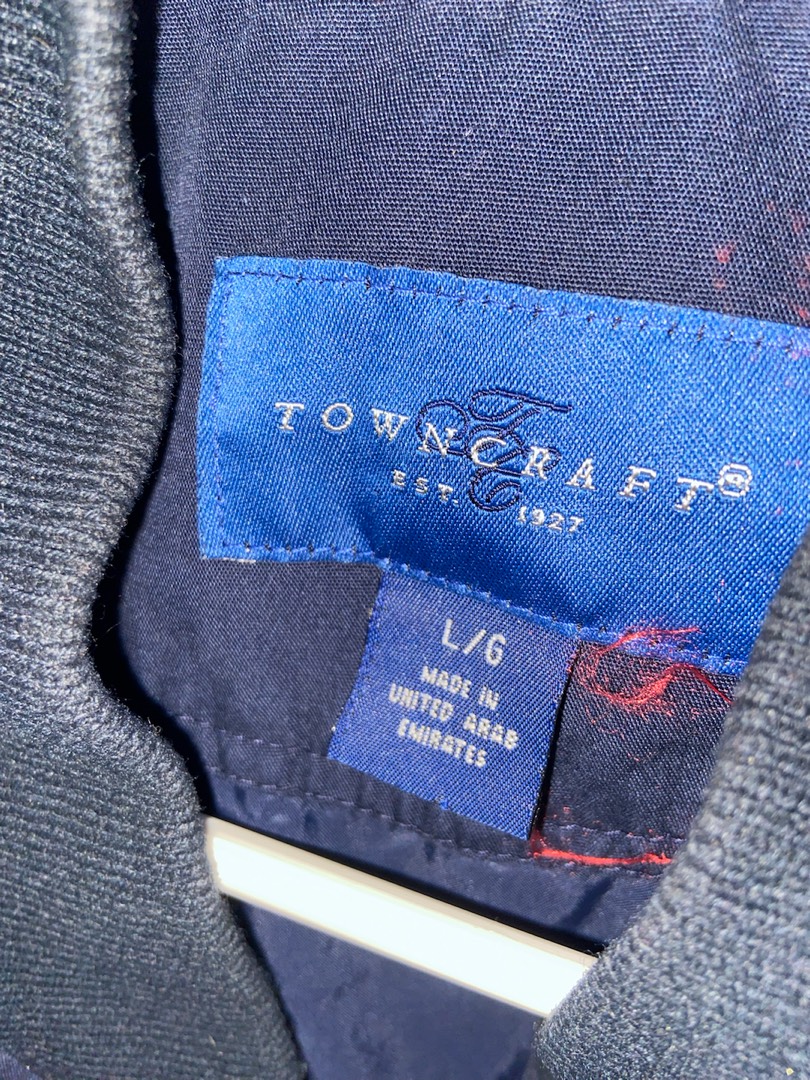 TOWNCRAFT®
EST. 1927
L/G
MADE IN
UNITED ARAB
EMIRATES